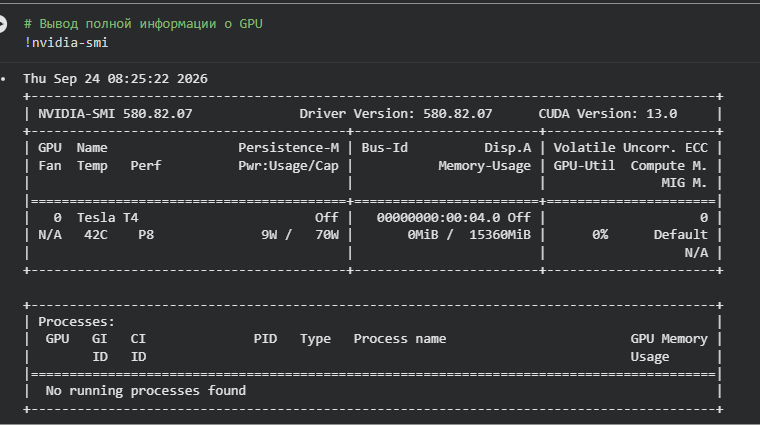 # Вывод полной информации о GPU
!nvidia-smi
Thu Sep 24 08:25:22 2026
+-----------------------------------------------------------------------------------------+
| NVIDIA-SMI 580.82.07              Driver Version: 580.82.07      CUDA Version: 13.0     |
+-----------------------------------------+------------------------+----------------------+
| GPU  Name                 Persistence-M | Bus-Id          Disp.A | Volatile Uncorr. ECC |
| Fan  Temp   Perf          Pwr:Usage/Cap |           Memory-Usage | GPU-Util  Compute M. |
|                                         |                        |               MIG M. |
|=========================================+========================+======================|
|   0  Tesla T4                       Off |   00000000:00:04.0 Off |                    0 |
| N/A   42C    P8              9W /   70W |       0MiB /  15360MiB |      0%      Default |
|                                         |                        |                  N/A |
+-----------------------------------------+------------------------+----------------------+
+-----------------------------------------------------------------------------------------+
| Processes:                                                                              |
|  GPU   GI   CI              PID   Type   Process name                        GPU Memory |
|        ID   ID                                                               Usage      |
|=========================================================================================|
|  No running processes found                                                             |
+-----------------------------------------------------------------------------------------+